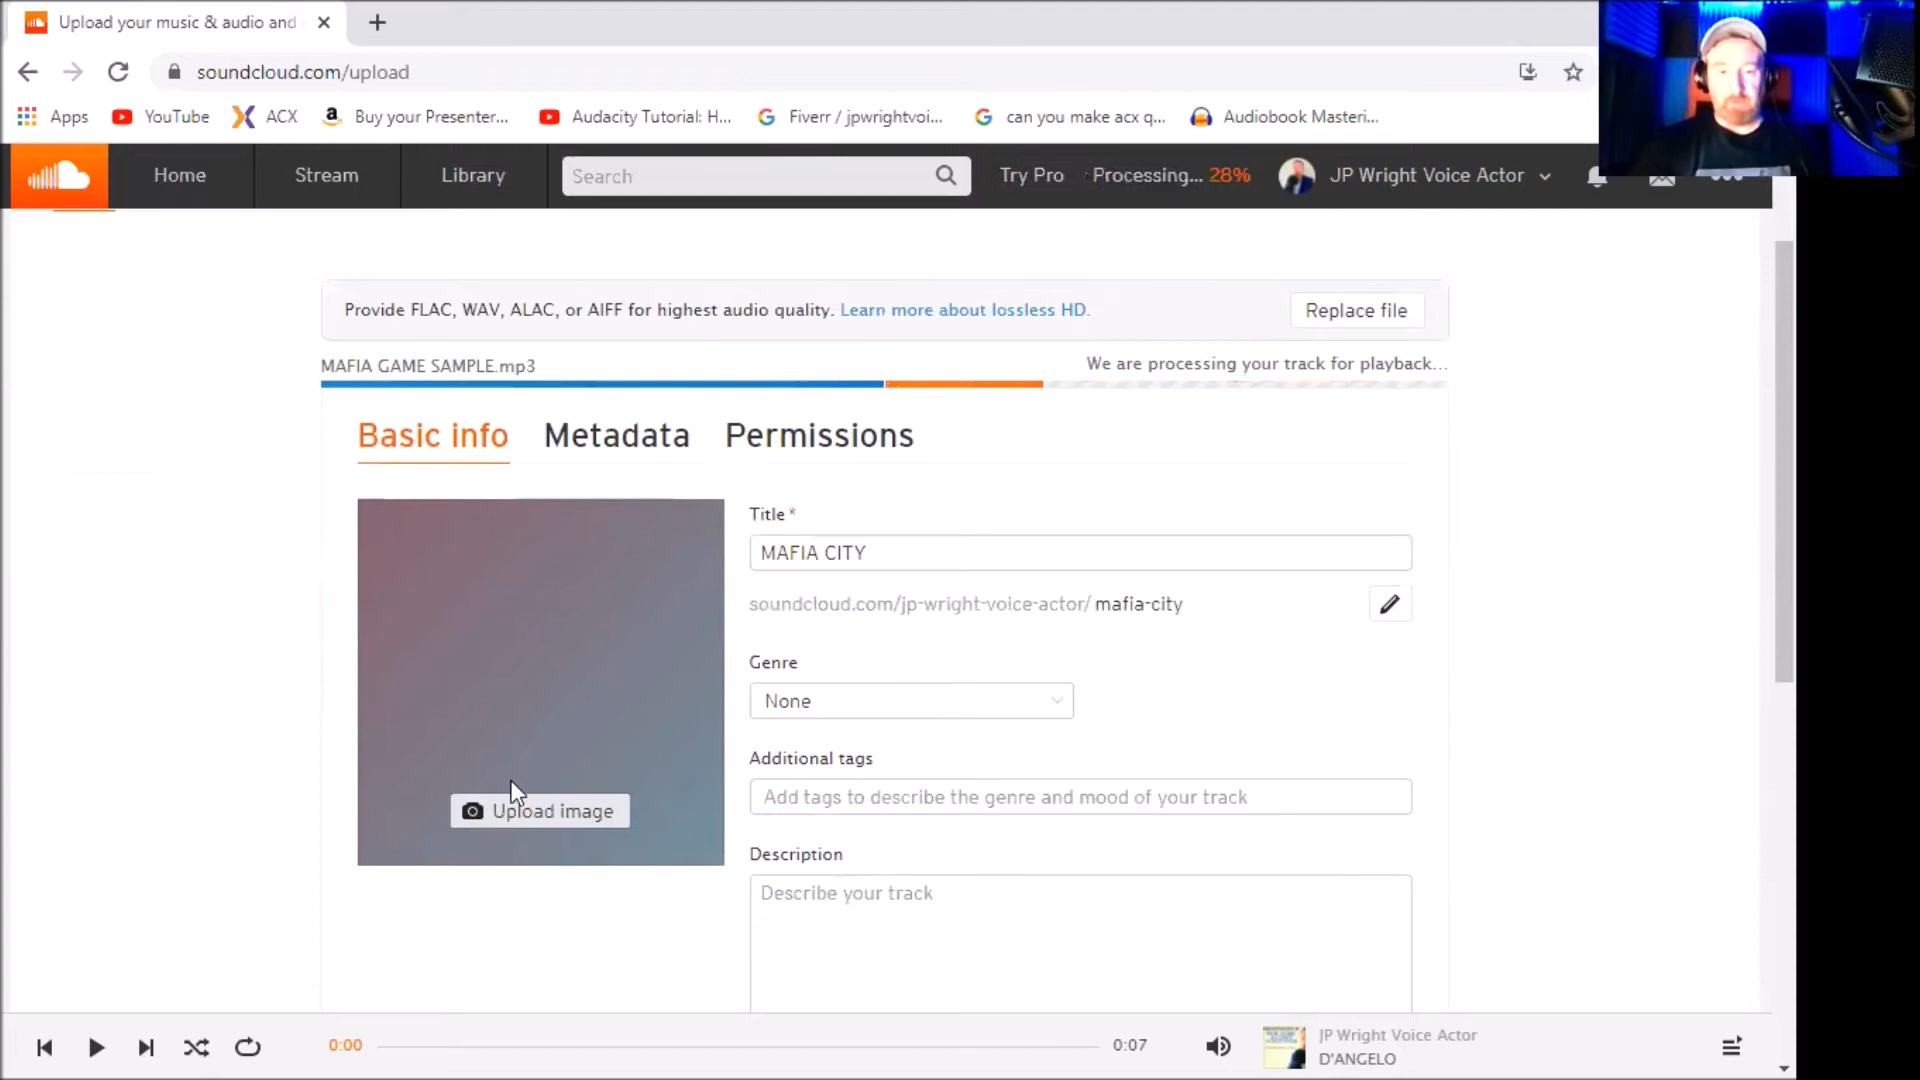 Upload your music & audio and
soundcloud.com/upload
Apps YouTube ACX Buy your Presenter... Audacity Tutorial: H... Fiverr / jpwrightvoi... can you make acx q... Audiobook Masteri...
Home Stream Library Search Try Pro Processing... 28% JP Wright Voice Actor
Provide FLAC, WAV, ALAC, or AIFF for highest audio quality. Learn more about lossless HD. Replace file
MAFIA GAME SAMPLE.mp3 We are processing your track for playback...
Basic info Metadata Permissions
Title *
MAFIA CITY
soundcloud.com/jp-wright-voice-actor/ mafia-city
Genre
None
Additional tags
Add tags to describe the genre and mood of your track
Upload image
Description
Describe your track
0:00 0:07
JP Wright Voice Actor
D'ANGELO